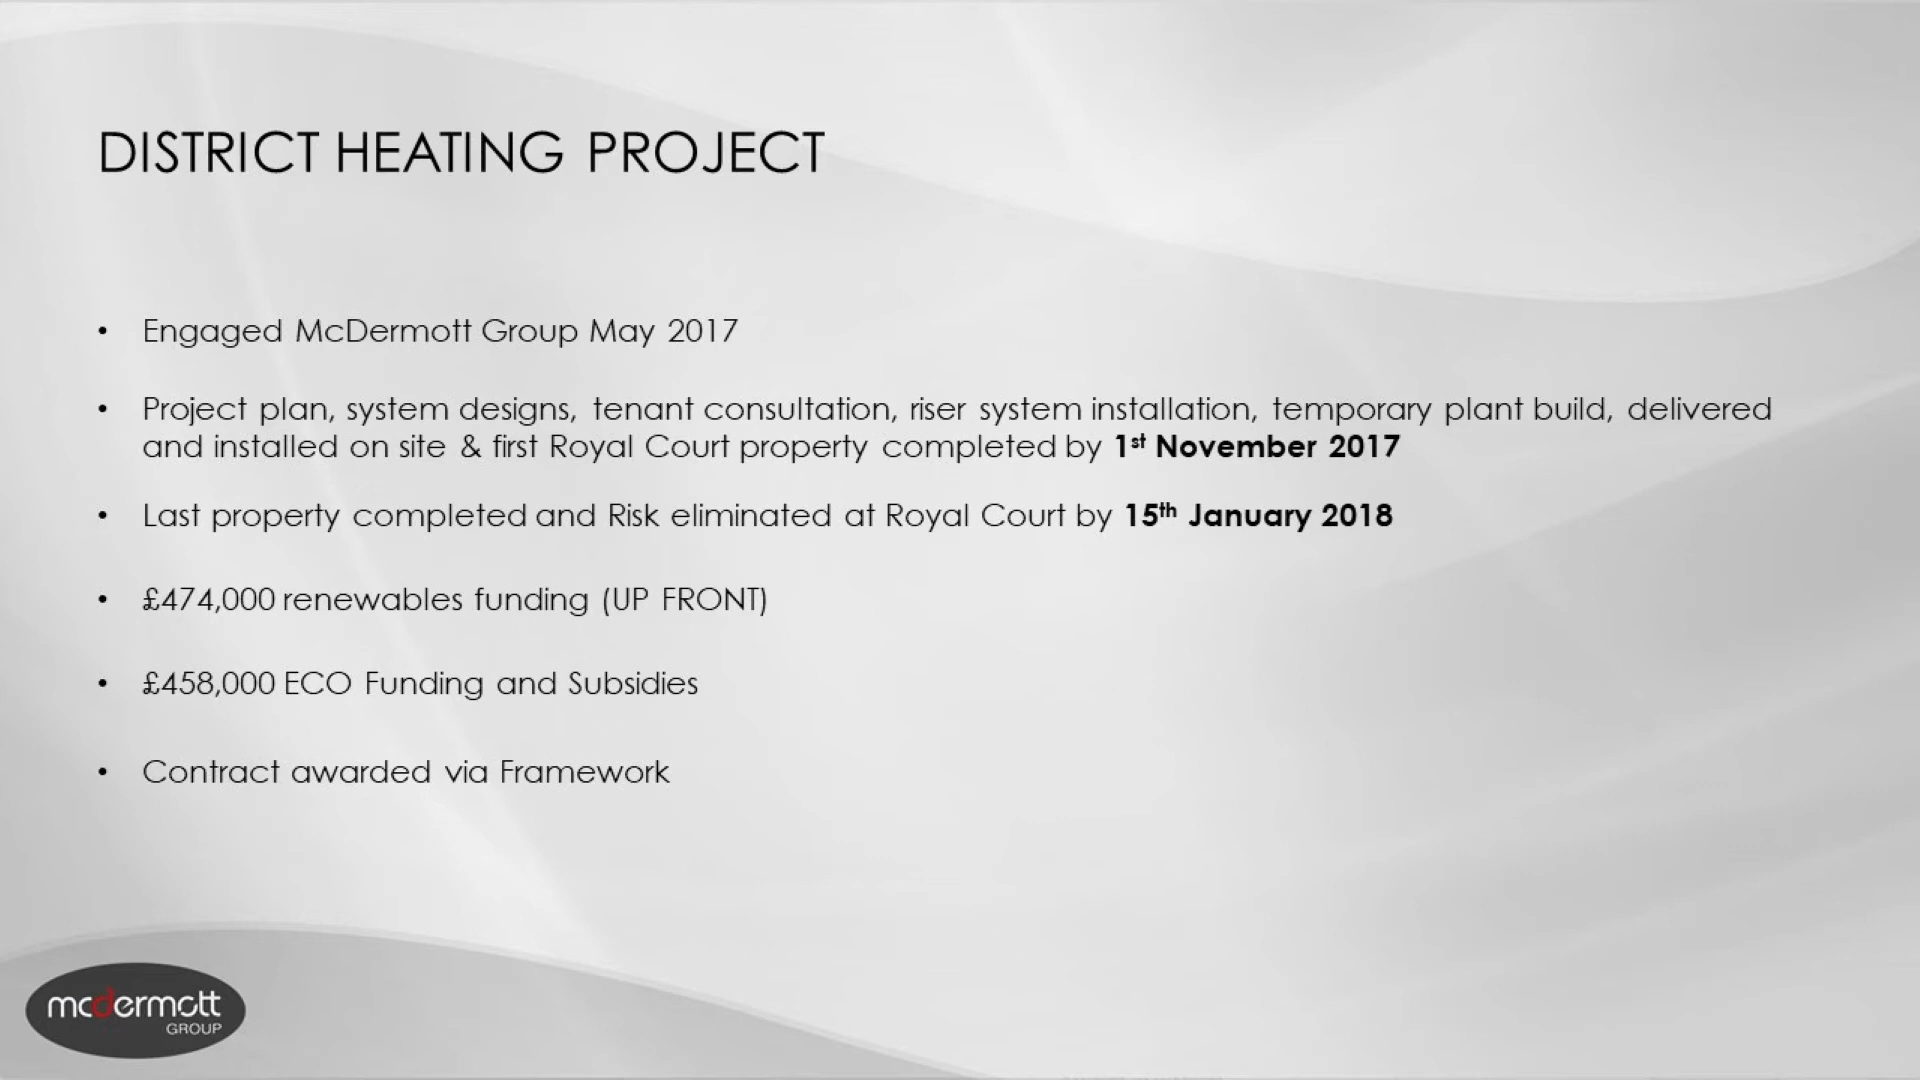 DISTRICT HEATING PROJECT
• Engaged McDermott Group May 2017
• Project plan, system designs, tenant consultation, riser system installation, temporary plant build, delivered
and installed on site & first Royal Court property completed by 1st November 2017
• Last property completed and Risk eliminated at Royal Court by 15th January 2018
• £474,000 renewables funding (UP FRONT)
• £458,000 ECO Funding and Subsidies
• Contract awarded via Framework
mcdermott
GROUP